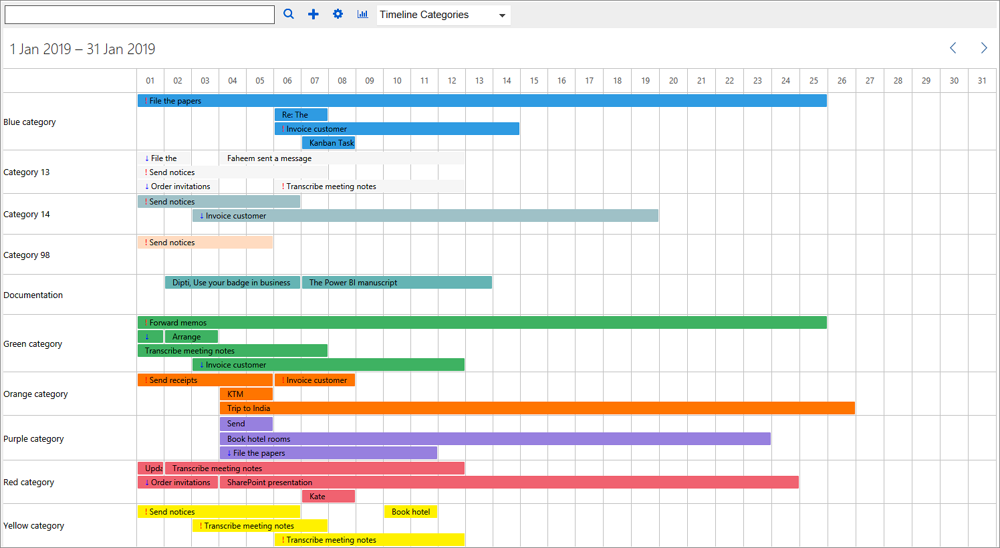 Timeline Categories
1 Jan 2019 – 31 Jan 2019
01 02 03 04 05 06 07 08 09 10 11 12 13 14 15 16 17 18 19 20 21 22 23 24 25 26 27 28 29 30 31
Blue category
! File the papers
Re: The
! Invoice customer
Kanban Task
Category 13
↓ File the
Faheem sent a message
! Send notices
↓ Order invitations
! Transcribe meeting notes
Category 14
! Send notices
↓ Invoice customer
Category 98
! Send notices
Documentation
Dipti, Use your badge in business
The Power BI manuscript
Green category
! Forward memos
↓
Arrange
Transcribe meeting notes
↓ Invoice customer
Orange category
! Send receipts
! Invoice customer
KTM
Trip to India
Purple category
Send
Book hotel rooms
↓ File the papers
Red category
Upda
Transcribe meeting notes
↓ Order invitations
SharePoint presentation
Kate
Yellow category
! Send notices
Book hotel
! Transcribe meeting notes
! Transcribe meeting notes